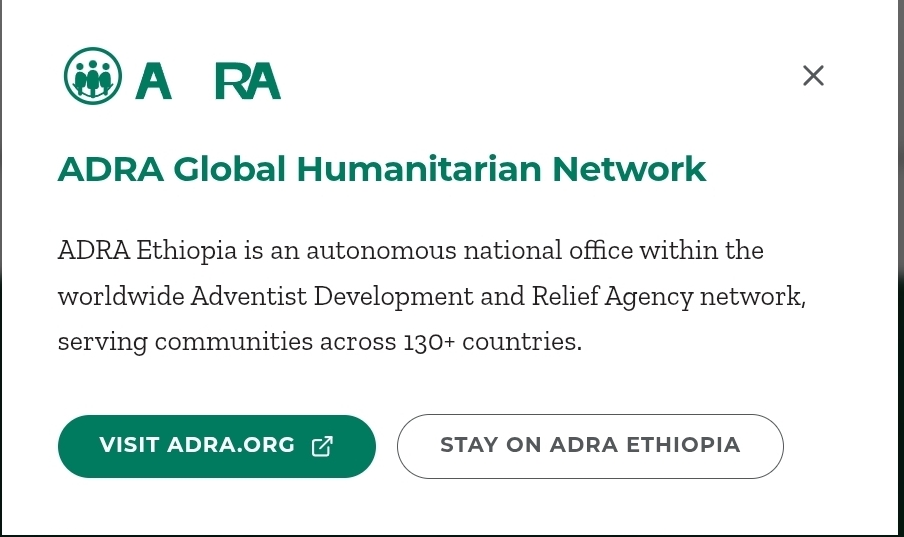 A RA
ADRA Global Humanitarian Network
ADRA Ethiopia is an autonomous national office within the
worldwide Adventist Development and Relief Agency network,
serving communities across 130+ countries.
VISIT ADRA.ORG
STAY ON ADRA ETHIOPIA